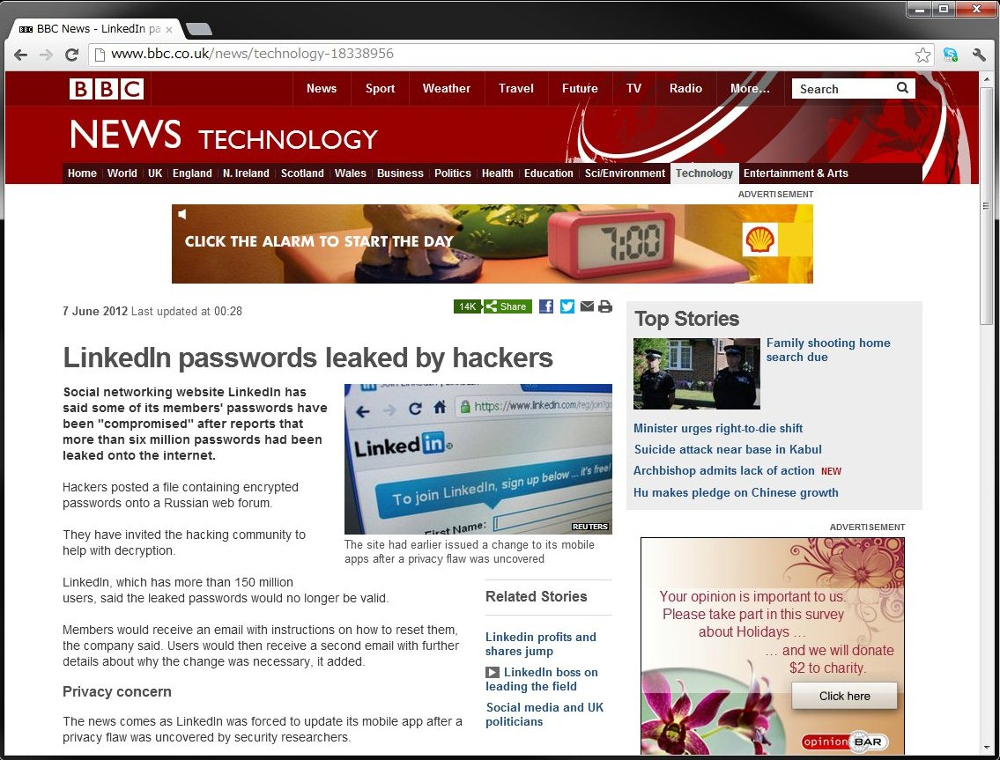 BBC News - LinkedIn pa
www.bbc.co.uk/news/technology-18338956
BBC
News
Sport
Weather
Travel
Future
TV
Radio
More…
Search
NEWS TECHNOLOGY
Home
World
UK
England
N. Ireland
Scotland
Wales
Business
Politics
Health
Education
Sci/Environment
Technology
Entertainment & Arts
ADVERTISEMENT
CLICK THE ALARM TO START THE DAY
7:00
7 June 2012 Last updated at 00:28
14K
Share
LinkedIn passwords leaked by hackers
Social networking website LinkedIn has
said some of its members' passwords have
been "compromised" after reports that
more than six million passwords had been
leaked onto the internet.
Hackers posted a file containing encrypted
passwords onto a Russian web forum.
They have invited the hacking community to
help with decryption.
LinkedIn, which has more than 150 million
users, said the leaked passwords would no longer be valid.
Members would receive an email with instructions on how to reset them,
the company said. Users would then receive a second email with further
details about why the change was necessary, it added.
Privacy concern
The news comes as LinkedIn was forced to update its mobile app after a
privacy flaw was uncovered by security researchers.
https://www.linkedin.com/reg/join?go
LinkedIn
To join LinkedIn, sign up below ... it's free!
First Name:
REUTERS
The site had earlier issued a change to its mobile
apps after a privacy flaw was uncovered
Related Stories
Linkedin profits and
shares jump
LinkedIn boss on
leading the field
Social media and UK
politicians
Top Stories
Family shooting home
search due
Minister urges right-to-die shift
Suicide attack near base in Kabul
Archbishop admits lack of action NEW
Hu makes pledge on Chinese growth
ADVERTISEMENT
Your opinion is important to us.
Please take part in this survey
about Holidays …
… and we will donate
$2 to charity.
Click here
opinion BAR